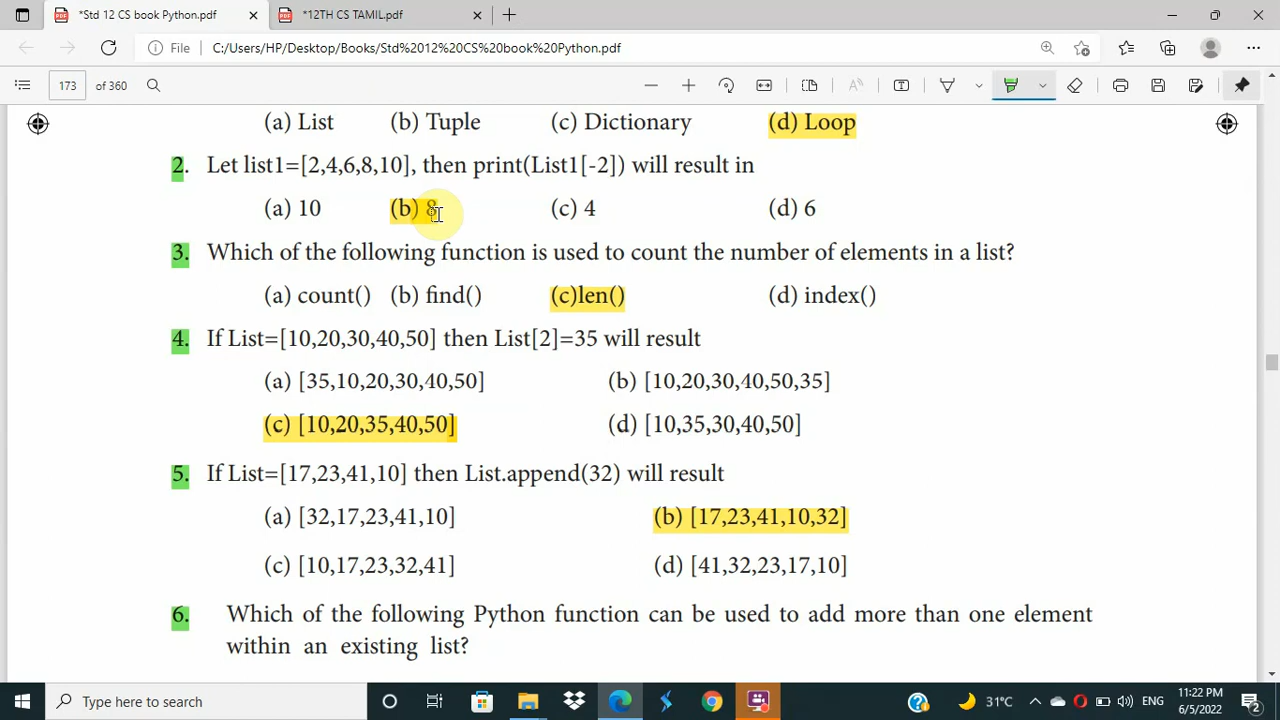 *Std 12 CS book Python.pdf
*12TH CS TAMIL.pdf
File C:/Users/HP/Desktop/Books/Std%2012%20CS%20book%20Python.pdf
173 of 360
(a) List (b) Tuple (c) Dictionary (d) Loop
2. Let list1=[2,4,6,8,10], then print(List1[-2]) will result in
(a) 10 (b) 8 (c) 4 (d) 6
3. Which of the following function is used to count the number of elements in a list?
(a) count() (b) find() (c)len() (d) index()
4. If List=[10,20,30,40,50] then List[2]=35 will result
(a) [35,10,20,30,40,50] (b) [10,20,30,40,50,35]
(c) [10,20,35,40,50] (d) [10,35,30,40,50]
5. If List=[17,23,41,10] then List.append(32) will result
(a) [32,17,23,41,10] (b) [17,23,41,10,32]
(c) [10,17,23,32,41] (d) [41,32,23,17,10]
6. Which of the following Python function can be used to add more than one element
within an existing list?
Type here to search
31°C ENG 11:22 PM
6/5/2022 2